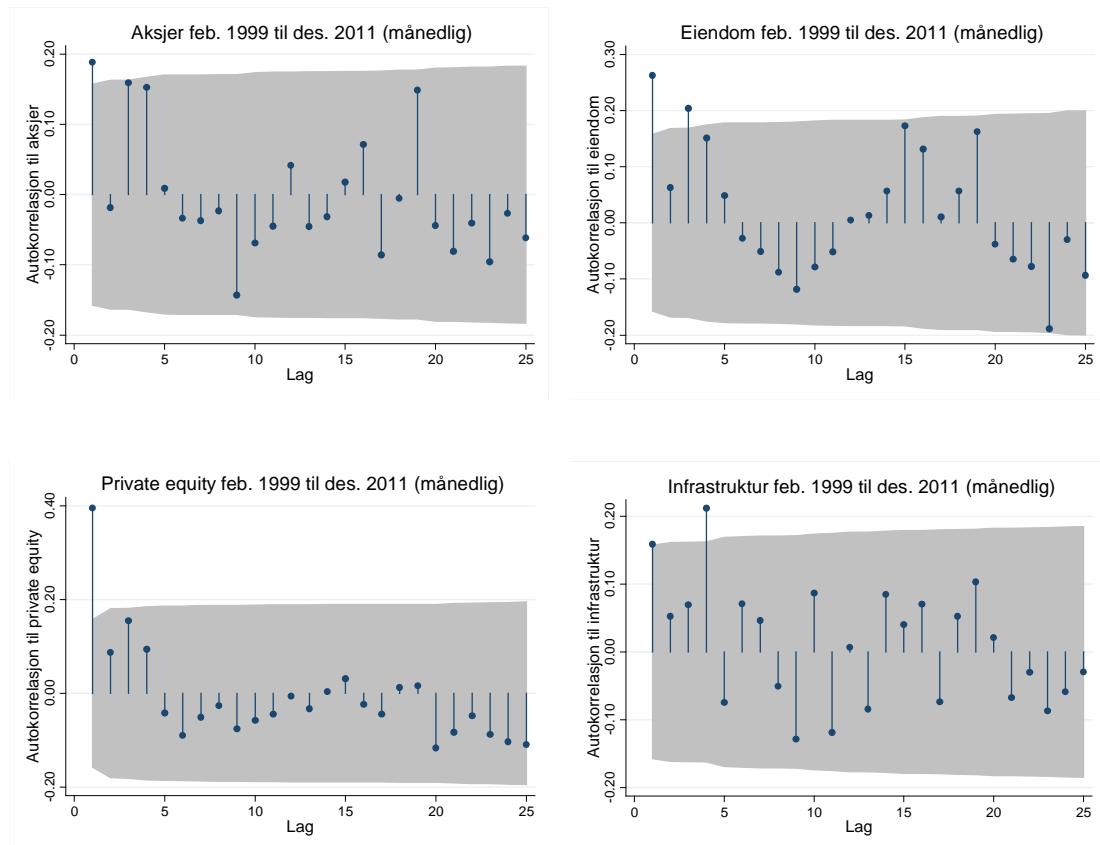 Aksjer feb. 1999 til des. 2011 (månedlig)
Autokorrelasjon til aksjer
0.20
0.10
0.00
-0.10
-0.20
0 5 10 15 20 25
Lag
Eiendom feb. 1999 til des. 2011 (månedlig)
Autokorrelasjon til eiendom
0.30
0.20
0.10
0.00
-0.10
-0.20
0 5 10 15 20 25
Lag
Private equity feb. 1999 til des. 2011 (månedlig)
Autokorrelasjon til private equity
0.40
0.20
0.00
-0.20
0 5 10 15 20 25
Lag
Infrastruktur feb. 1999 til des. 2011 (månedlig)
Autokorrelasjon til infrastruktur
0.20
0.10
0.00
-0.10
-0.20
0 5 10 15 20 25
Lag